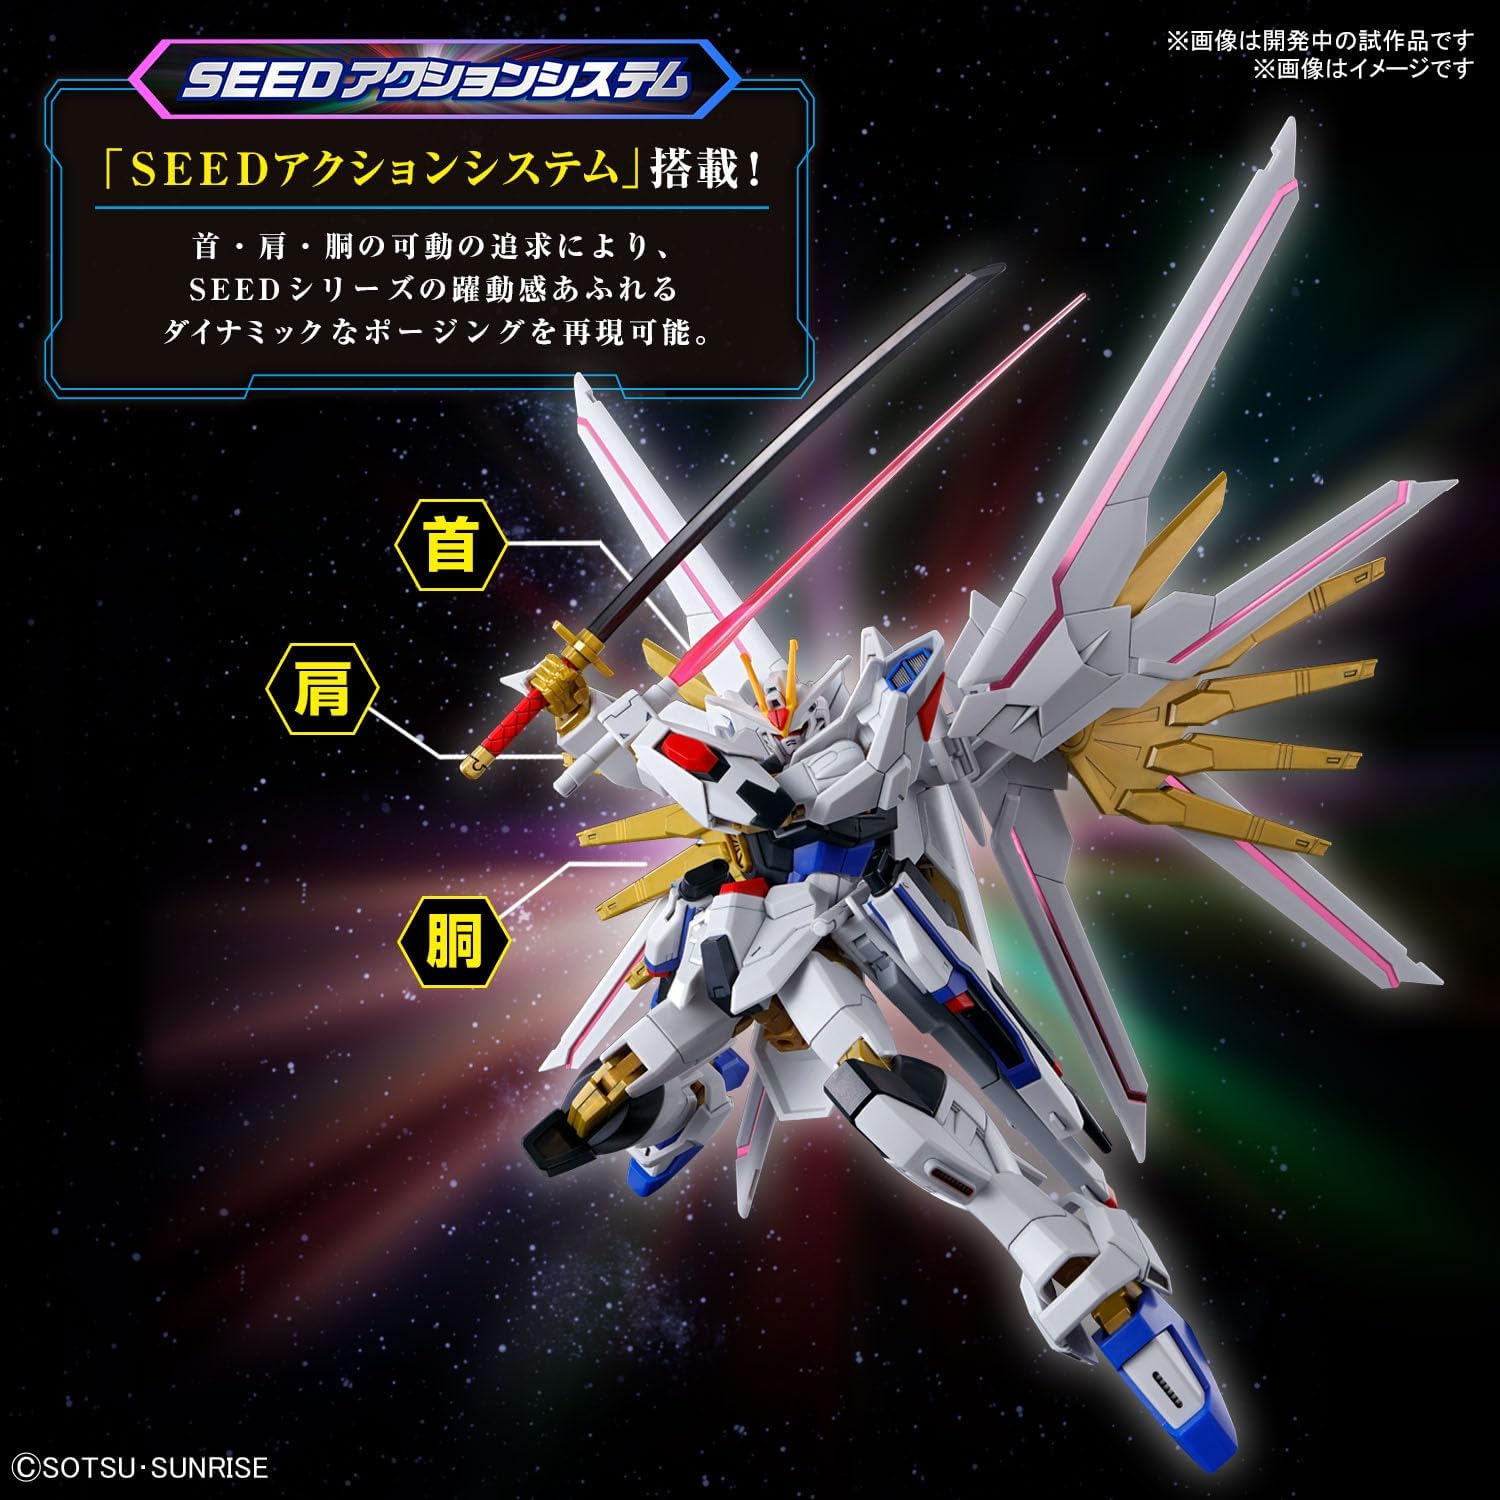 SEEDアクションシステム
「SEEDアクションシステム」搭載！
首・肩・胴の可動の追求により、
SEEDシリーズの躍動感あふれる
ダイナミックなポージングを再現可能。
※画像は開発中の試作品です
※画像はイメージです
首
肩
胴
©SOTSU・SUNRISE